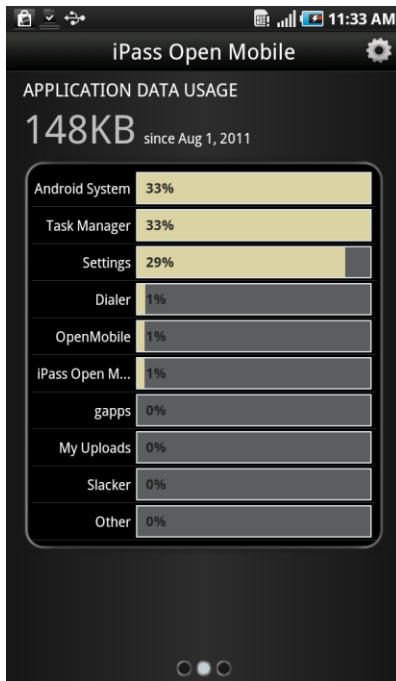 11:33 AM
iPass Open Mobile
APPLICATION DATA USAGE
148KB since Aug 1, 2011
Android System 33%
Task Manager 33%
Settings 29%
Dialer 1%
OpenMobile 1%
iPass Open M... 1%
gapps 0%
My Uploads 0%
Slacker 0%
Other 0%